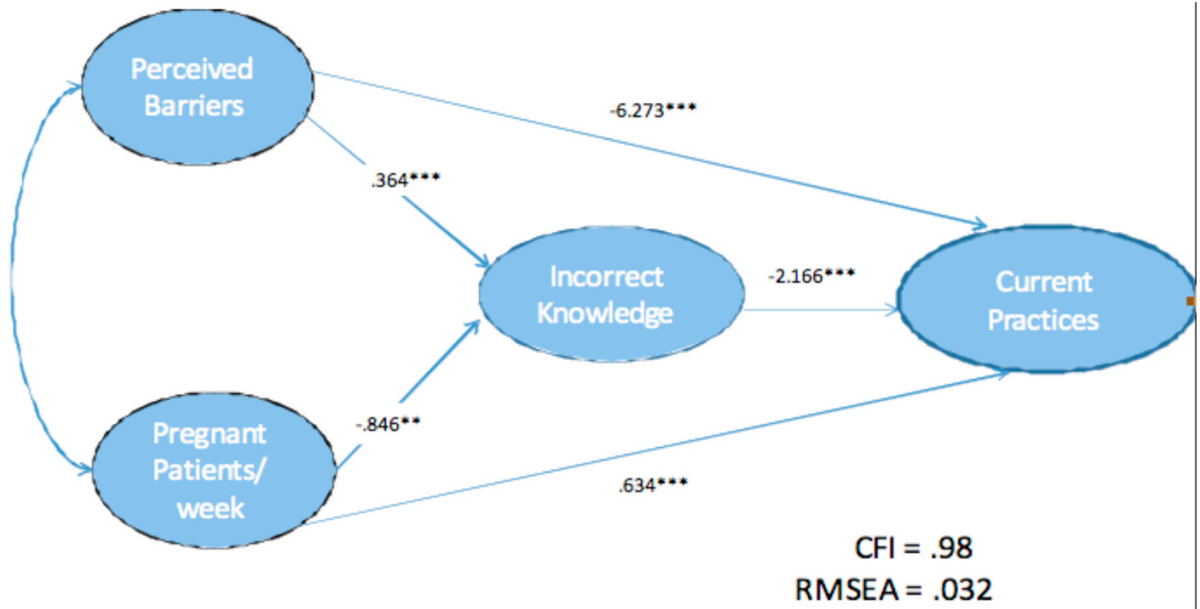 Perceived
Barriers
-6.273***
.364***
Incorrect
Knowledge
-2.166***
Current
Practices
Pregnant
Patients/
week
-.846**
.634***
CFI = .98
RMSEA = .032